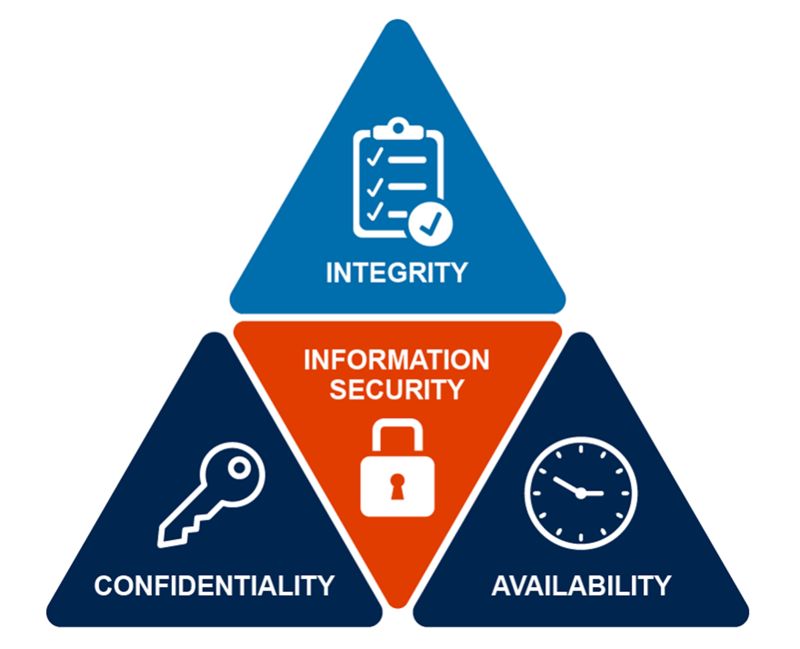 INTEGRITY
INFORMATION
SECURITY
CONFIDENTIALITY
AVAILABILITY